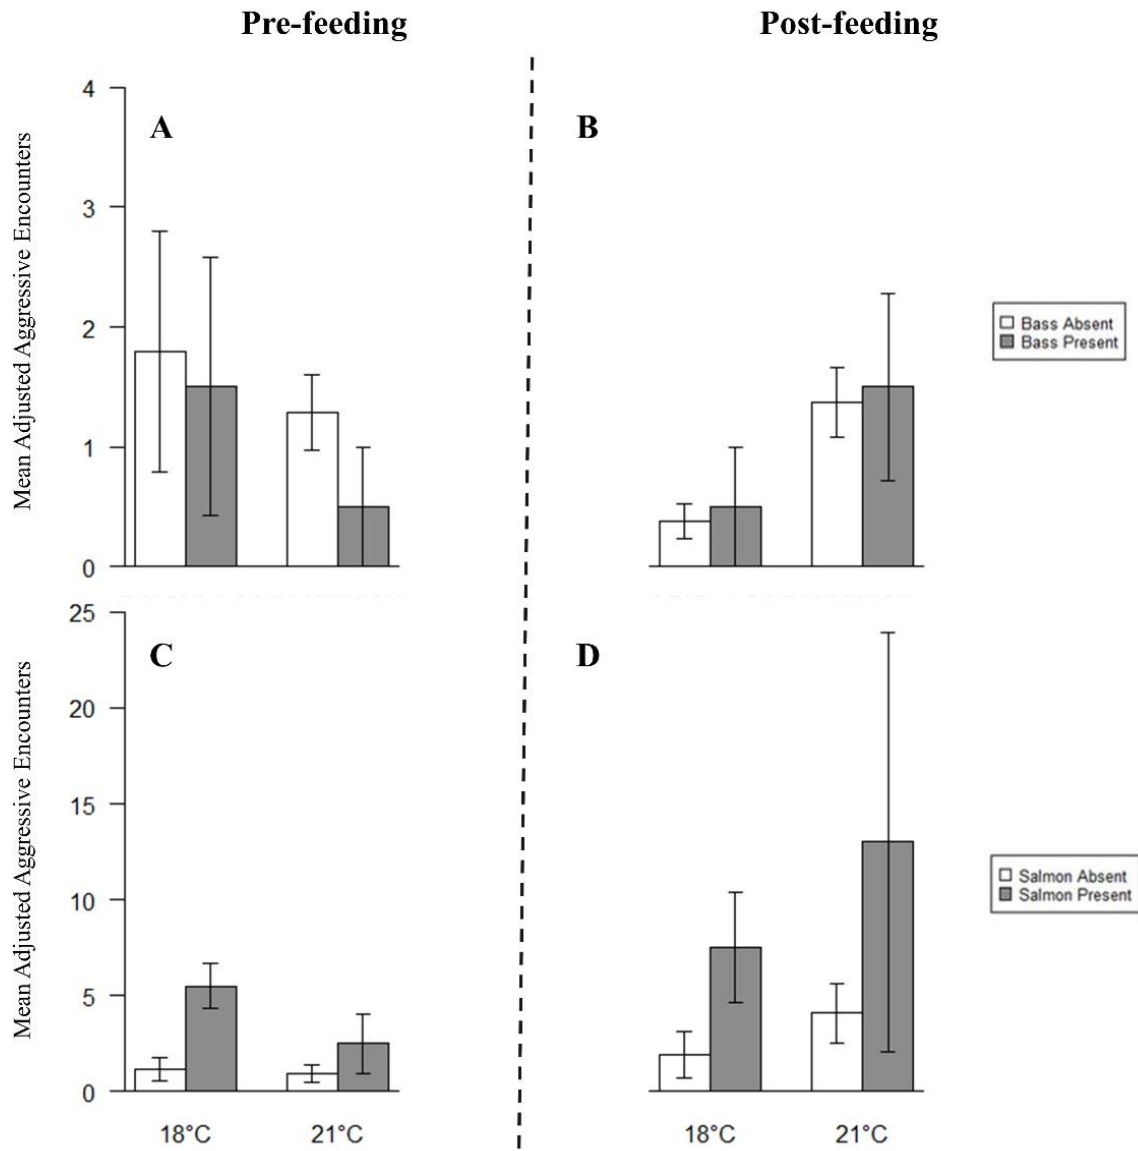 Pre-feeding
Post-feeding
Mean Adjusted Aggressive Encounters
4
3
2
1
0
A
B
Bass Absent
Bass Present
Mean Adjusted Aggressive Encounters
25
20
15
10
5
0
C
D
Salmon Absent
Salmon Present
18°C
21°C
18°C
21°C